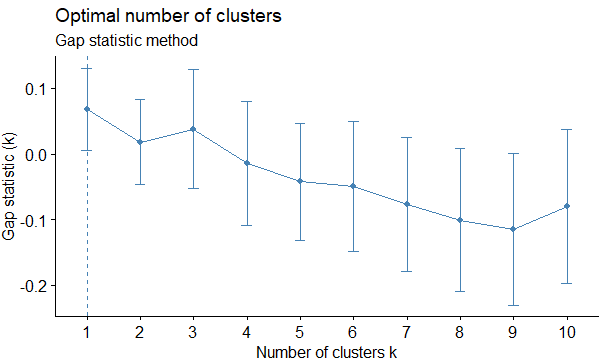 Optimal number of clusters
Gap statistic method
Gap statistic (k)
0.1
0.0
-0.1
-0.2
1 2 3 4 5 6 7 8 9 10
Number of clusters k